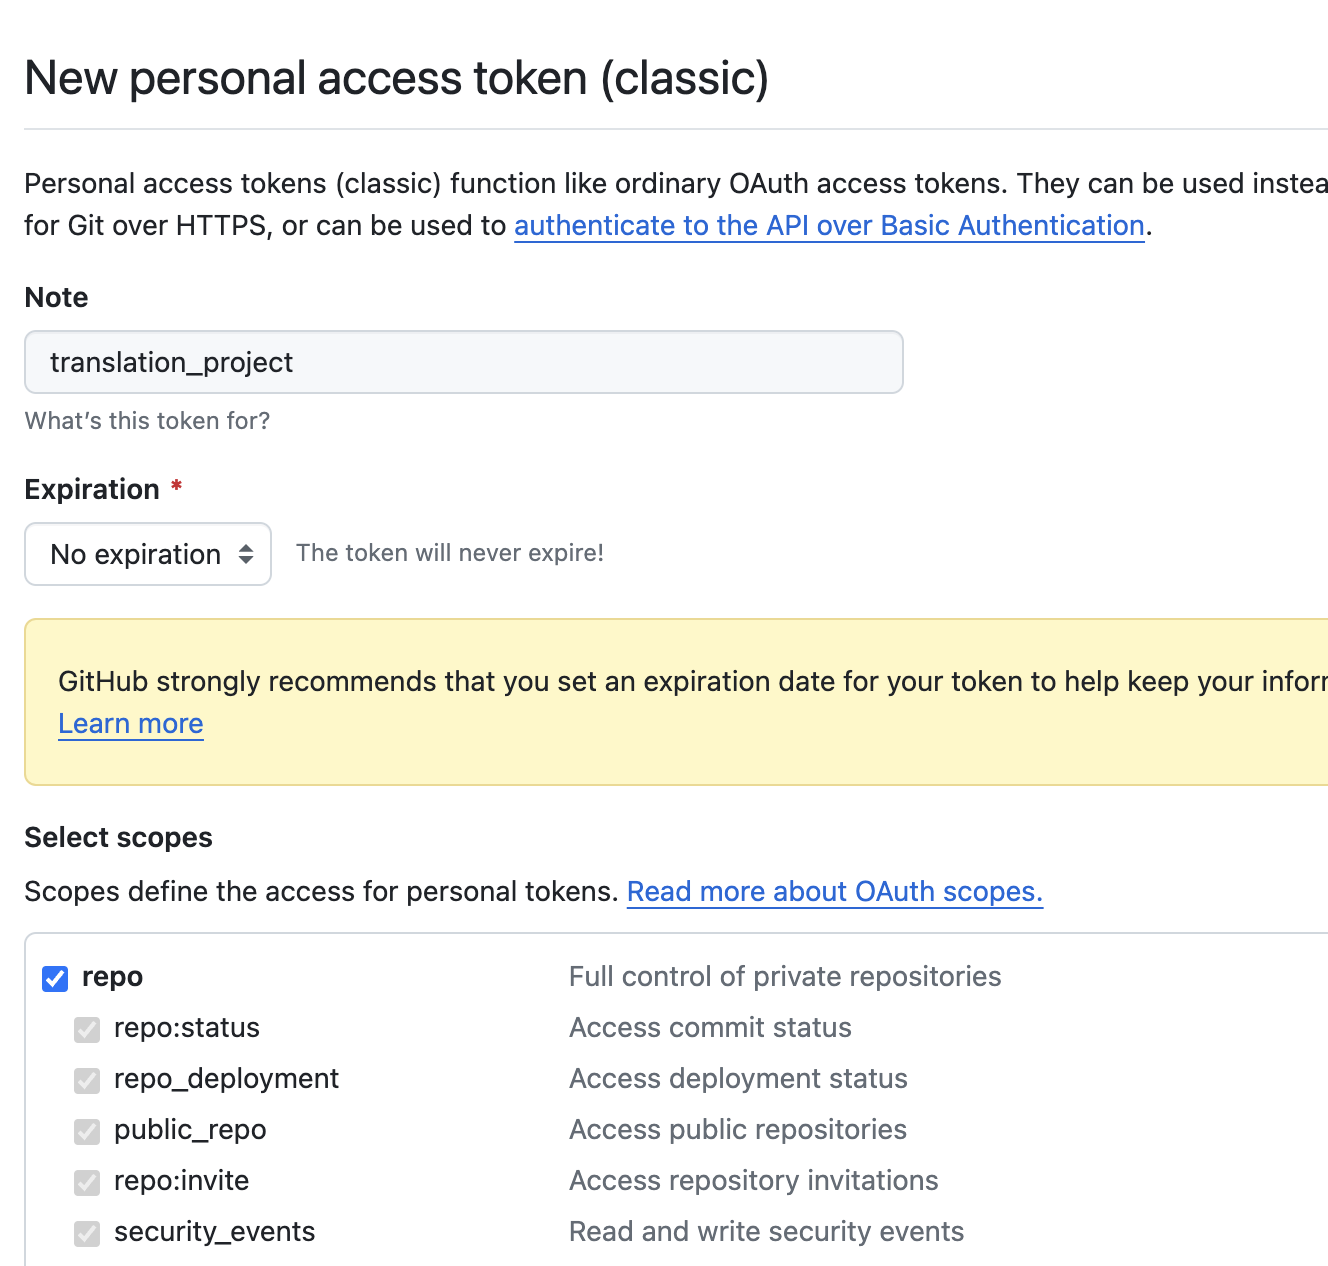 New personal access token (classic)
Personal access tokens (classic) function like ordinary OAuth access tokens. They can be used
for Git over HTTPS, or can be used to authenticate to the API over Basic Authentication.
Note
translation_project
What's this token for?
Expiration *
No expiration
The token will never expire!
GitHub strongly recommends that you set an expiration date for your token to help keep your
Learn more
Select scopes
Scopes define the access for personal tokens. Read more about OAuth scopes.
repo Full control of private repositories
repo:status Access commit status
repo_deployment Access deployment status
public_repo Access public repositories
repo:invite Access repository invitations
security_events Read and write security events